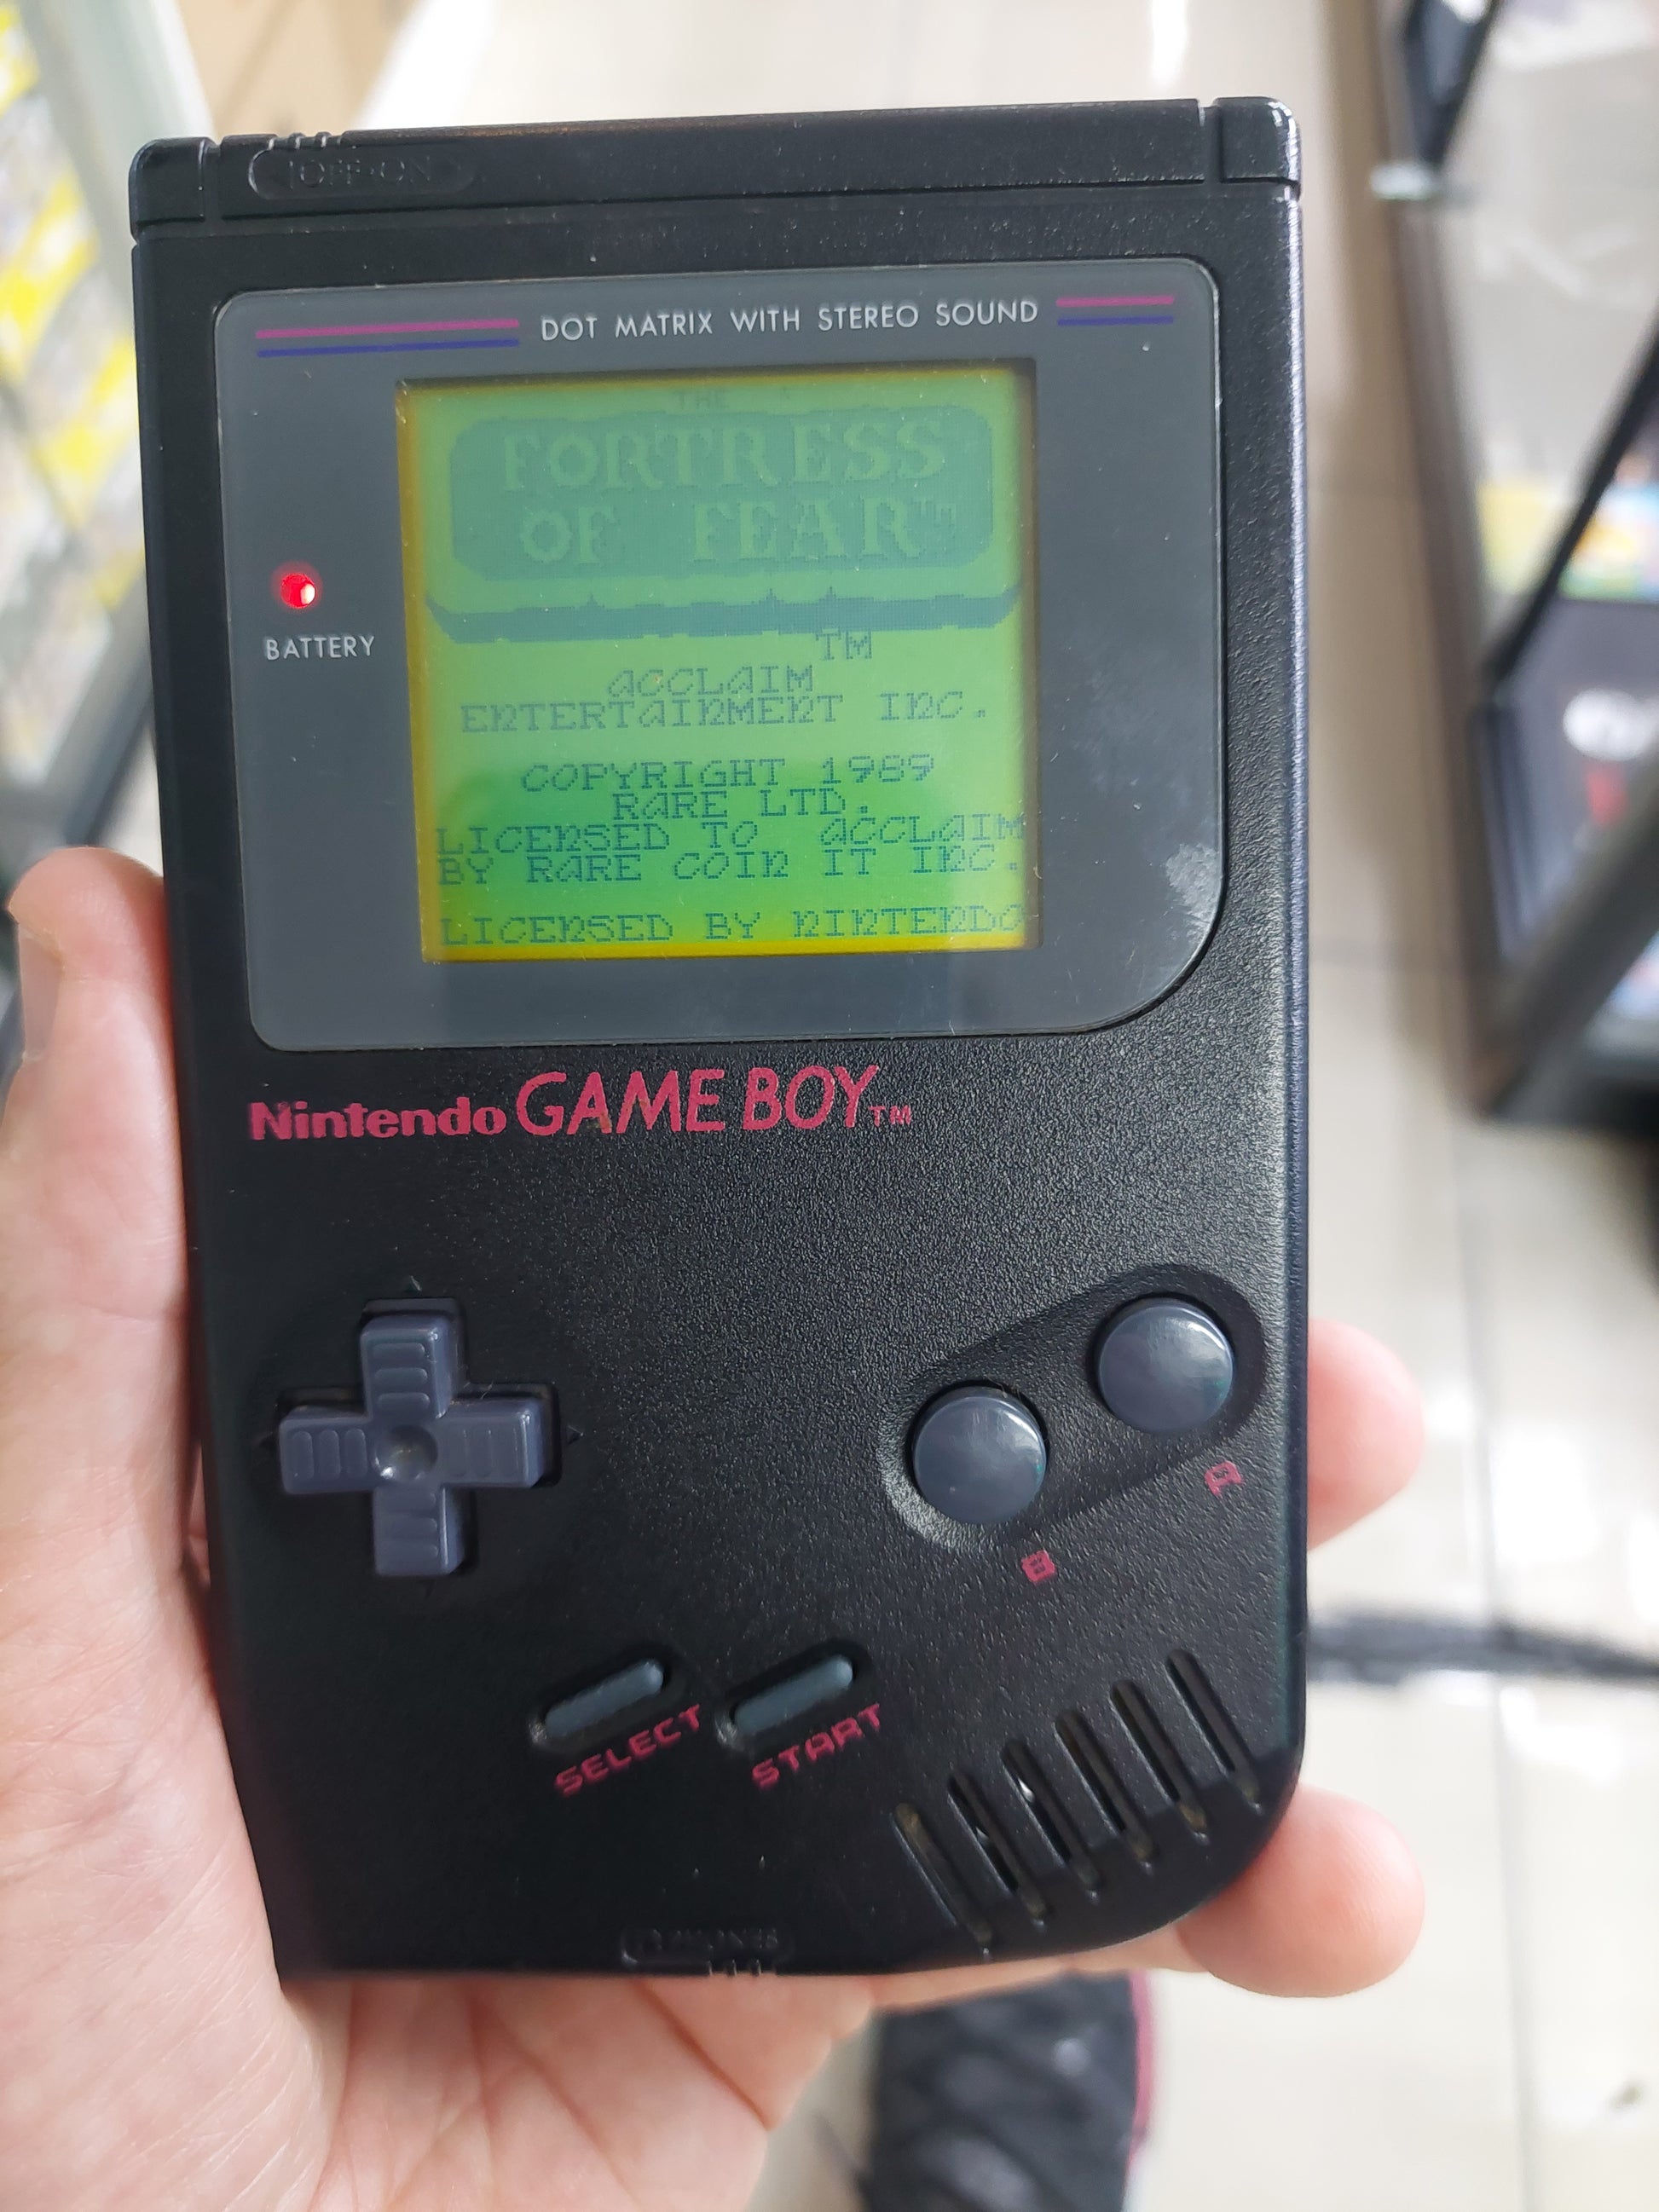 OFF•ON
DOT MATRIX WITH STEREO SOUND
THE
FORTRESS
OF FEAR™
BATTERY
TM
ACCLAIM
ENTERTAINMENT INC.
COPYRIGHT 1989
RARE LTD.
LICENSED TO ACCLAIM
BY RARE COIN IT INC.
LICENSED BY NINTENDO
Nintendo GAME BOY™
A
B
SELECT START
PHONES